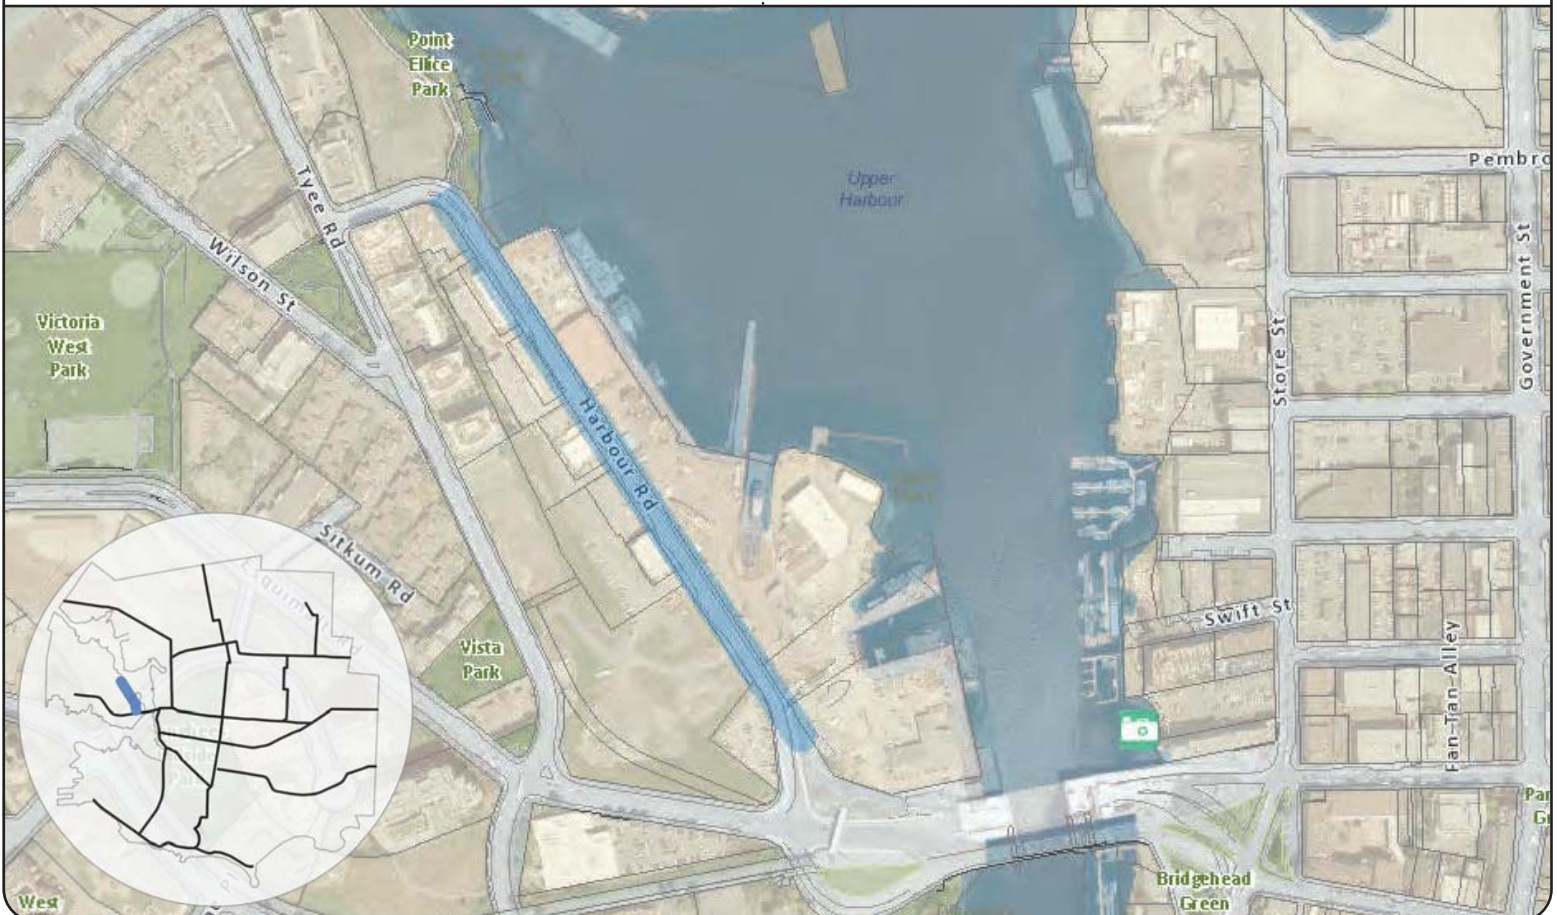 Point
Ellice
Park
Upper
Harbour
Pembro
Tyee Rd
Wilson St
Government St
Victoria
West
Park
Store St
Harbour Rd
Sitkum Rd
Swift St
Vista
Park
Fan-Tan Alley
Par
Bridgehead
Green
West